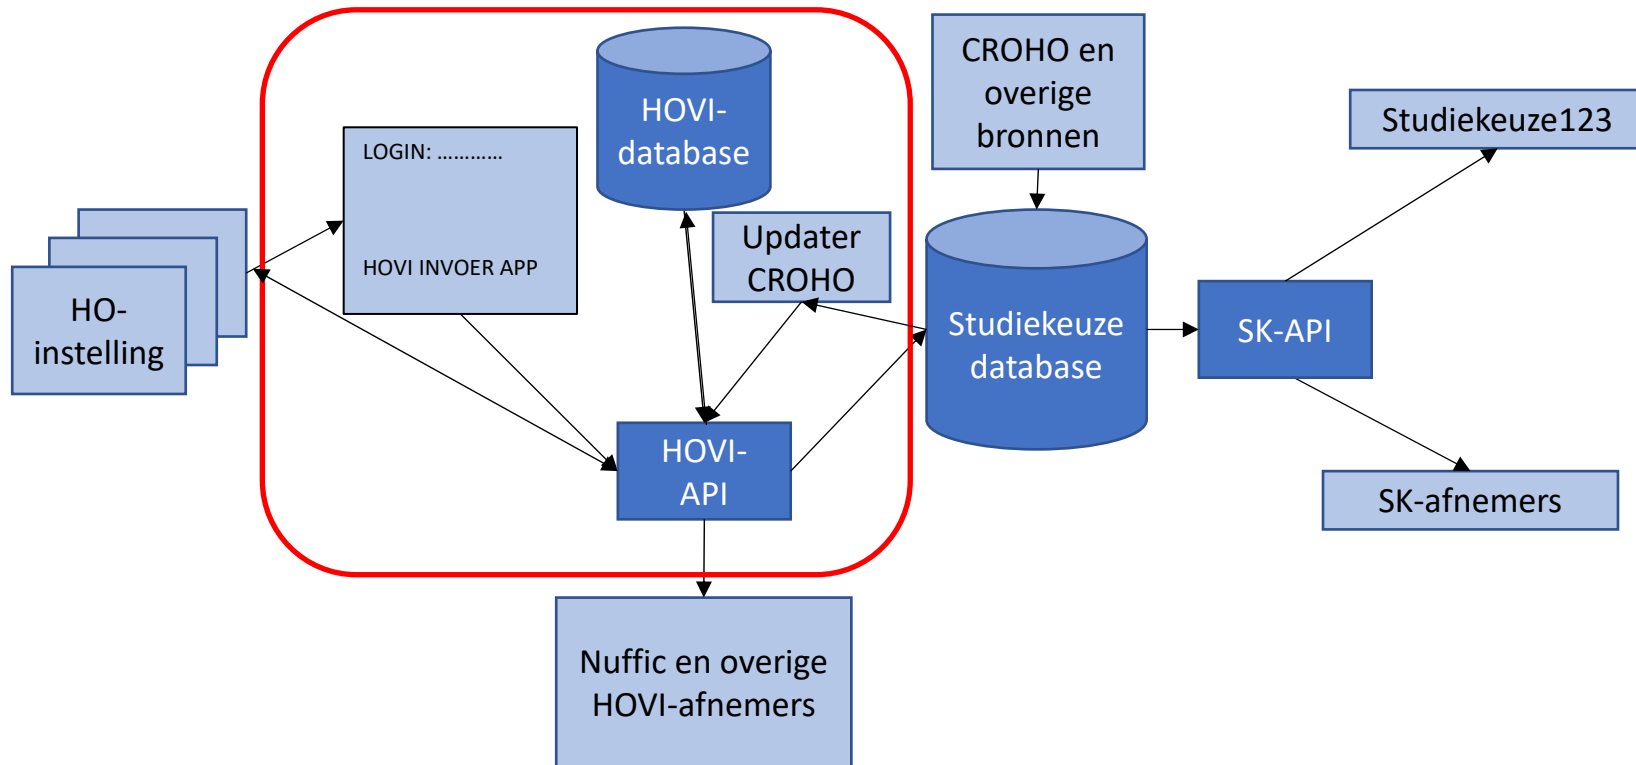 CROHO en
overige
bronnen
HOVI-
database
Studiekeuze123
LOGIN: …………
HOVI INVOER APP
Updater
CROHO
HO-
instelling
Studiekeuze
database
SK-API
HOVI-
API
SK-afnemers
Nuffic en overige
HOVI-afnemers